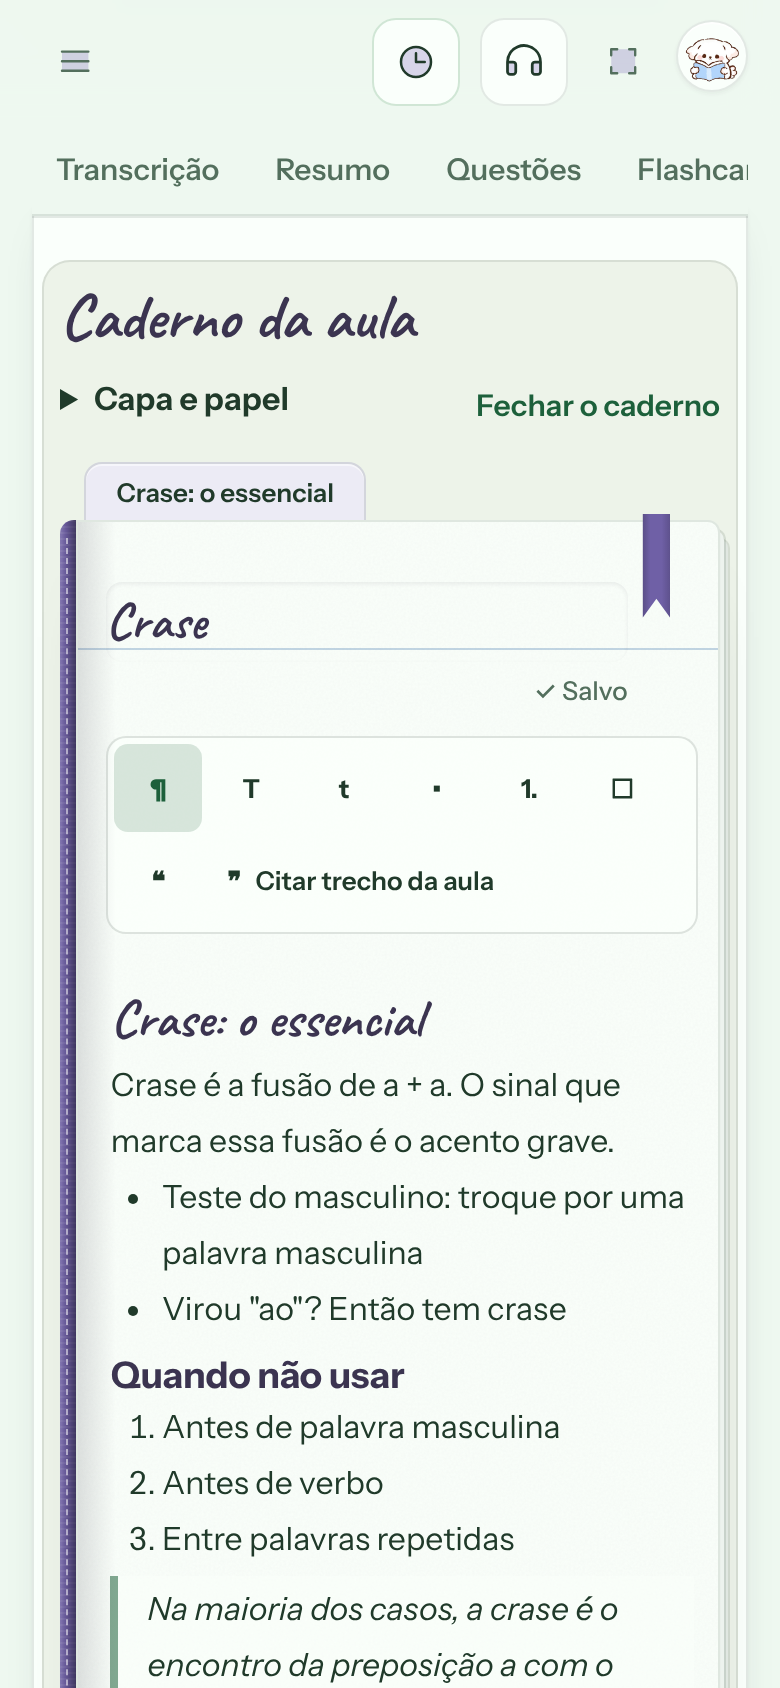 Transcrição Resumo Questões Flashca
Caderno da aula
▶ Capa e papel
Fechar o caderno
Crase: o essencial
Crase
✓ Salvo
¶ T t ▪ 1. ☐
❝ ❞ Citar trecho da aula
Crase: o essencial
Crase é a fusão de a + a. O sinal que
marca essa fusão é o acento grave.
• Teste do masculino: troque por uma
palavra masculina
• Virou "ao"? Então tem crase
Quando não usar
1. Antes de palavra masculina
2. Antes de verbo
3. Entre palavras repetidas
Na maioria dos casos, a crase é o
encontro da preposição a com o